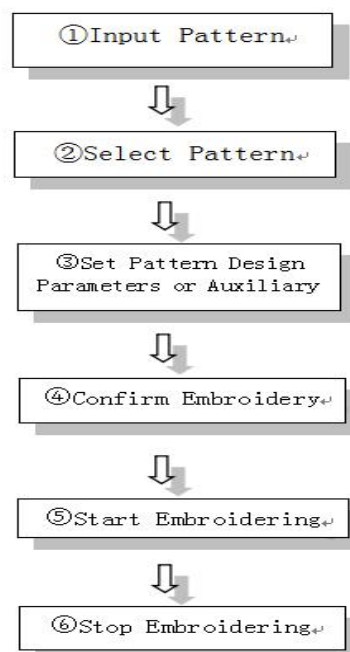 ①Input Pattern↵
②Select Pattern↵
③Set Pattern Design
Parameters or Auxiliary
④Confirm Embroidery↵
⑤Start Embroidering↵
⑥Stop Embroidering↵